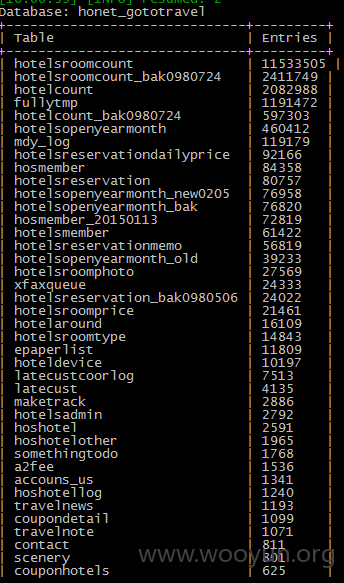 [INFO] resumed: 2
Database: honet_gototravel
| Table | Entries |
| hotelsroomcount | 11533505 |
| hotelsroomcount_bak0980724 | 2411749 |
| hotelcount | 2082988 |
| fullytmp | 1191472 |
| hotelcount_bak0980724 | 597303 |
| hotelsopenyearmonth | 460412 |
| mdy_log | 119179 |
| hotelsreservationdailyprice | 92166 |
| hosmember | 84358 |
| hotelsreservation | 80757 |
| hotelsopenyearmonth_new0205 | 76958 |
| hotelsopenyearmonth_bak | 76820 |
| hosmember_20150113 | 72819 |
| hotelsmember | 61422 |
| hotelsreservationmemo | 56819 |
| hotelsopenyearmonth_old | 39233 |
| hotelsroomphoto | 27569 |
| xfaxqueue | 24333 |
| hotelsreservation_bak0980506 | 24022 |
| hotelsroomprice | 21461 |
| hotelaround | 16109 |
| hotelsroomtype | 14843 |
| epaperlist | 11809 |
| hoteldevice | 10197 |
| latecustcoorlog | 7513 |
| latecust | 4135 |
| maketrack | 2886 |
| hotelsadmin | 2792 |
| hoshotel | 2591 |
| hoshotelother | 1965 |
| somethingtodo | 1768 |
| a2fee | 1536 |
| accouns_us | 1341 |
| hoshotellog | 1240 |
| travelnews | 1193 |
| coupondetail | 1099 |
| travelnote | 1071 |
| contact | 811 |
| scenery | 801 |
| couponhotels | 625 |
www.wooyun.org